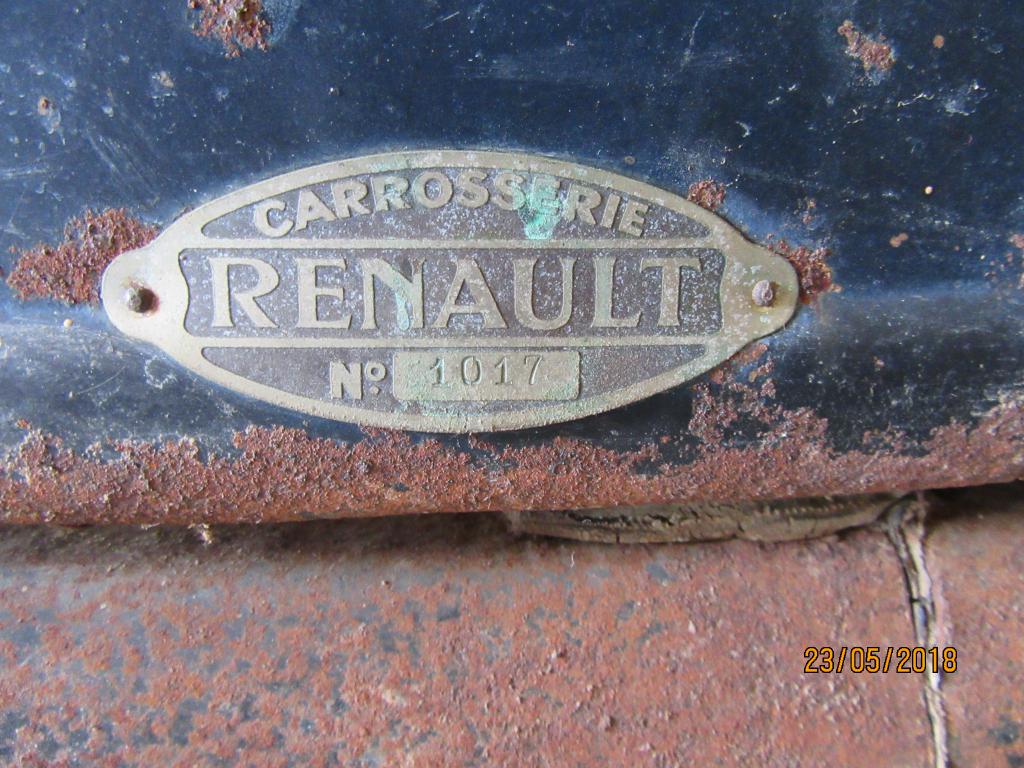 CARROSSERIE
RENAULT
Nº. 1017
23/05/2018